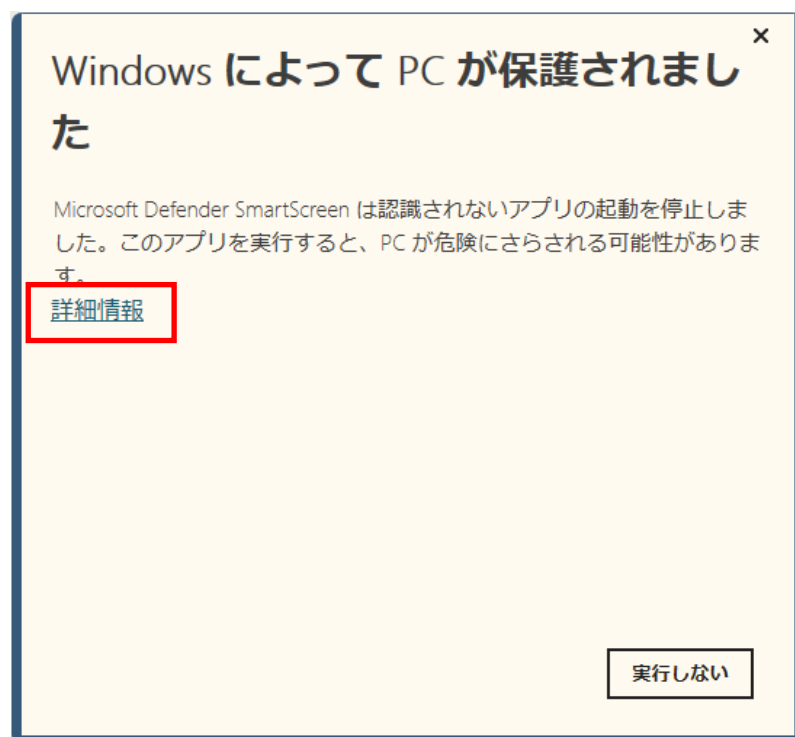 Windows によって PC が保護されまし
た
Microsoft Defender SmartScreen は認識されないアプリの起動を停止しま
した。このアプリを実行すると、PC が危険にさらされる可能性がありま
す。
詳細情報
実行しない